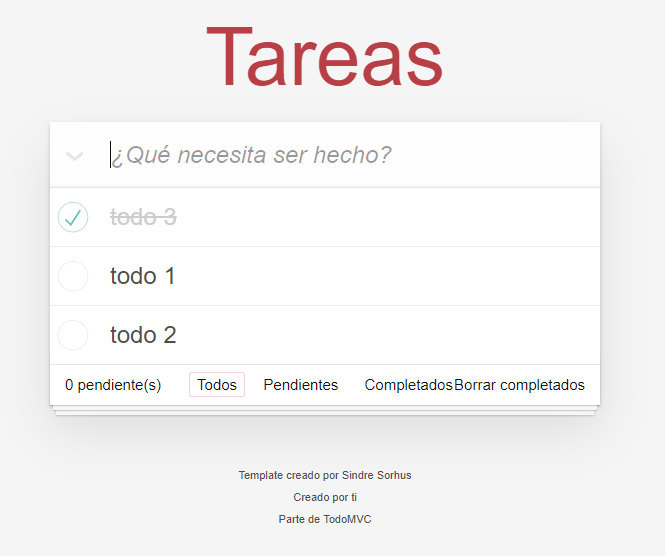 Tareas
¿Qué necesita ser hecho?
todo 3
todo 1
todo 2
0 pendiente(s) Todos Pendientes Completados Borrar completados
Template creado por Sindre Sorhus
Creado por ti
Parte de TodoMVC